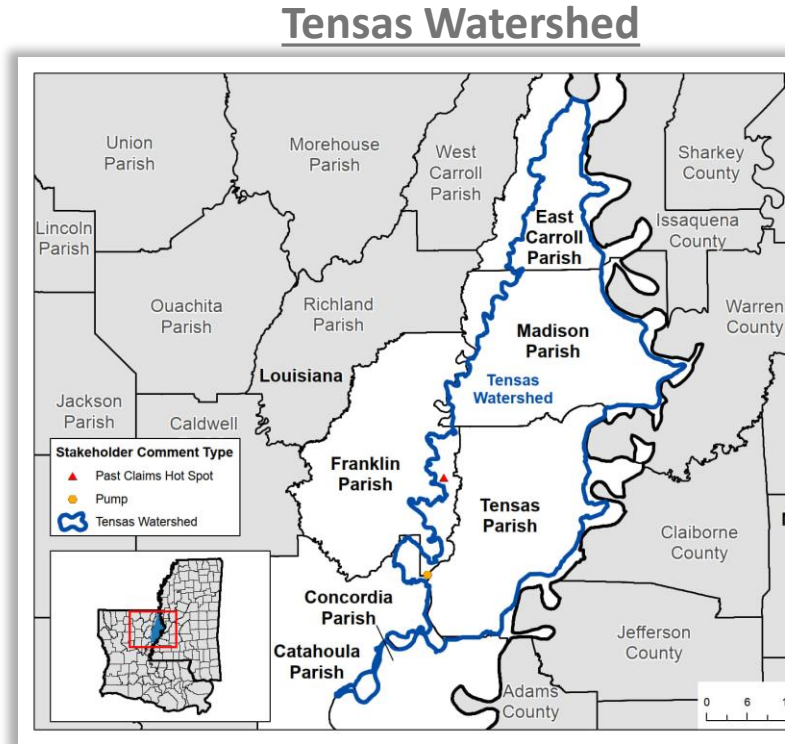 Tensas Watershed
Union
Parish
Morehouse
Parish
West
Carroll
Parish
Sharkey
County
Lincoln
Parish
East
Carroll
Parish
Issaquena
County
Ouachita
Parish
Richland
Parish
Warren
County
Madison
Parish
Louisiana
Tensas
Watershed
Jackson
Parish
Caldwell
Stakeholder Comment Type
Past Claims Hot Spot
Pump
Tensas Watershed
Franklin
Parish
Tensas
Parish
Claiborne
County
Concordia
Parish
Catahoula
Parish
Jefferson
County
Adams
County
0 6